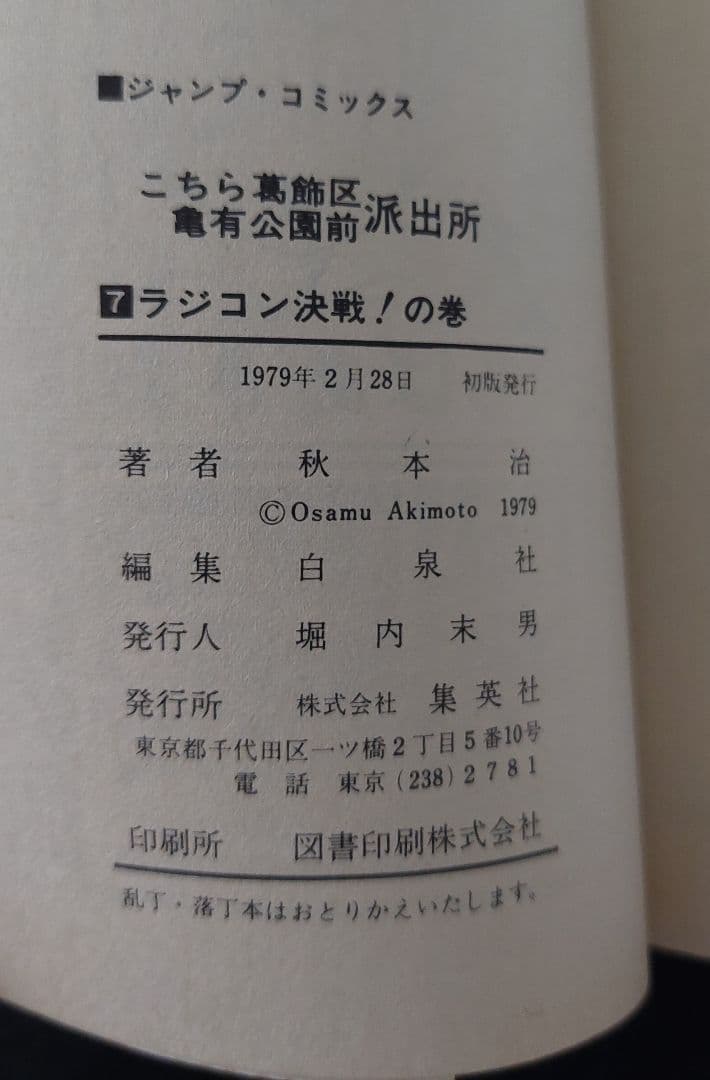 ■ジャンプ・コミックス
こちら葛飾区
亀有公園前派出所
7ラジコン決戦!の巻
1979年2月28日 初版発行
著者 秋本治
©Osamu Akimoto 1979
編集 白泉社
発行人 堀内末男
発行所 株式会社 集英社
東京都千代田区一ツ橋2丁目5番10号
電話 東京(238)2781
印刷所 図書印刷株式会社
乱丁・落丁本はおとりかえいたします。